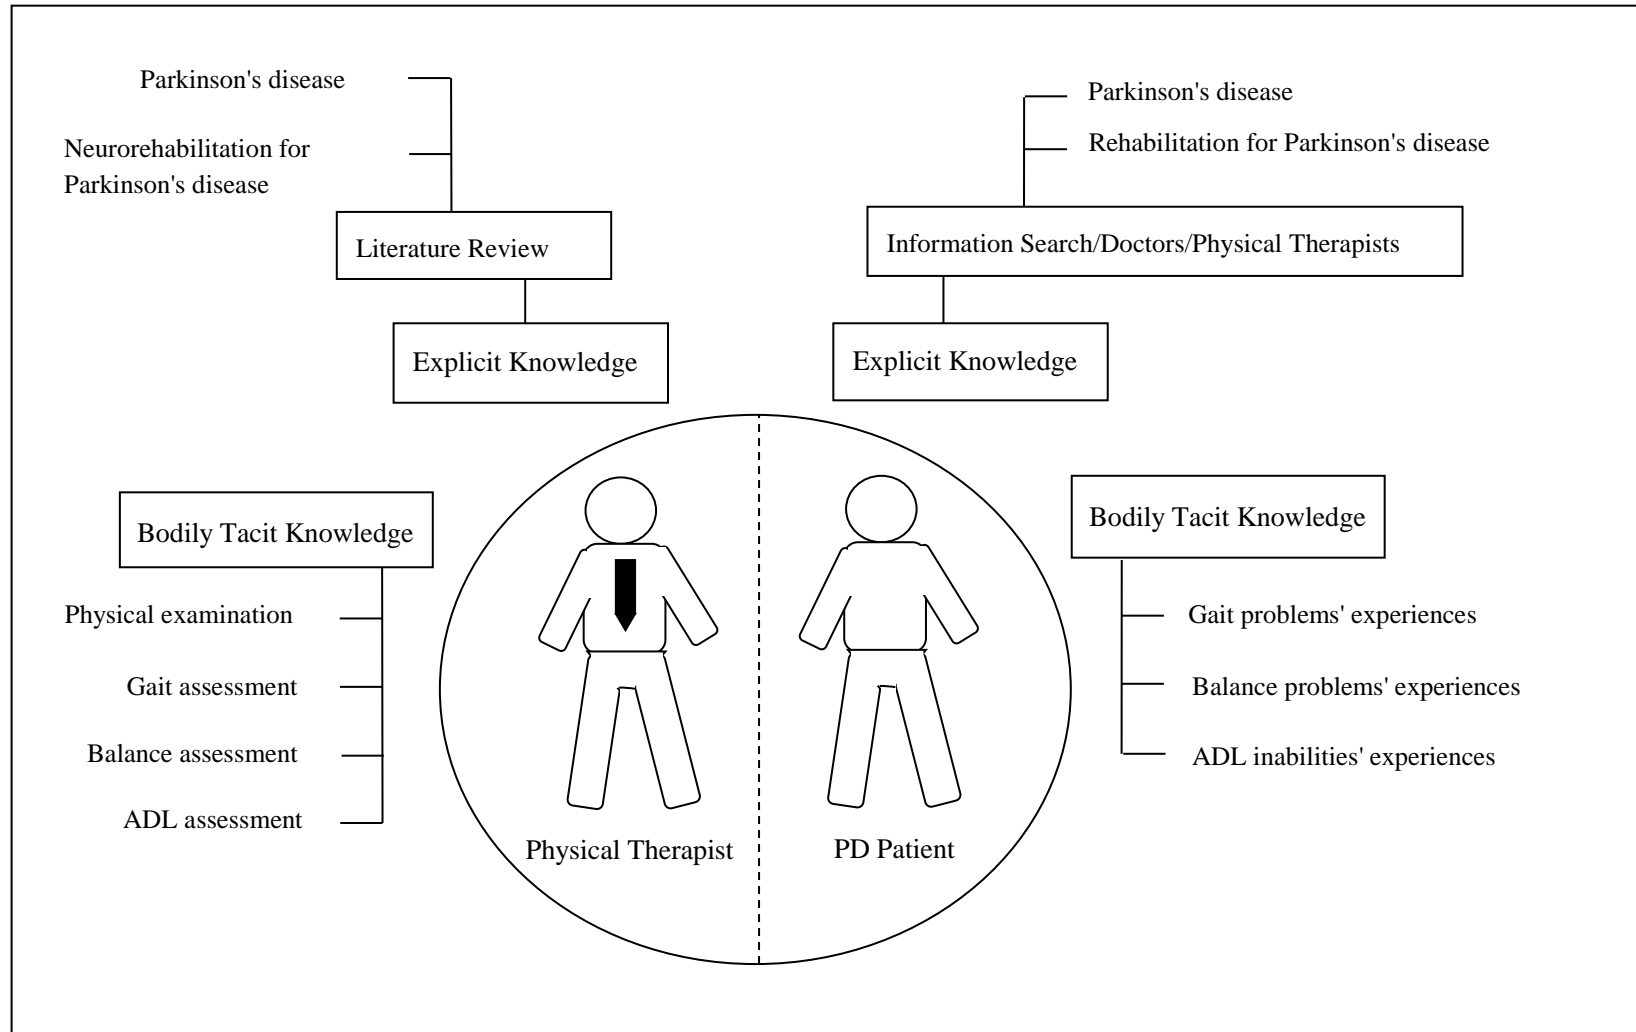 Parkinson's disease
Neurorehabilitation for
Parkinson's disease
Literature Review
Explicit Knowledge
Parkinson's disease
Rehabilitation for Parkinson's disease
Information Search/Doctors/Physical Therapists
Explicit Knowledge
Bodily Tacit Knowledge
Physical examination
Gait assessment
Balance assessment
ADL assessment
Physical Therapist
PD Patient
Bodily Tacit Knowledge
Gait problems' experiences
Balance problems' experiences
ADL inabilities' experiences